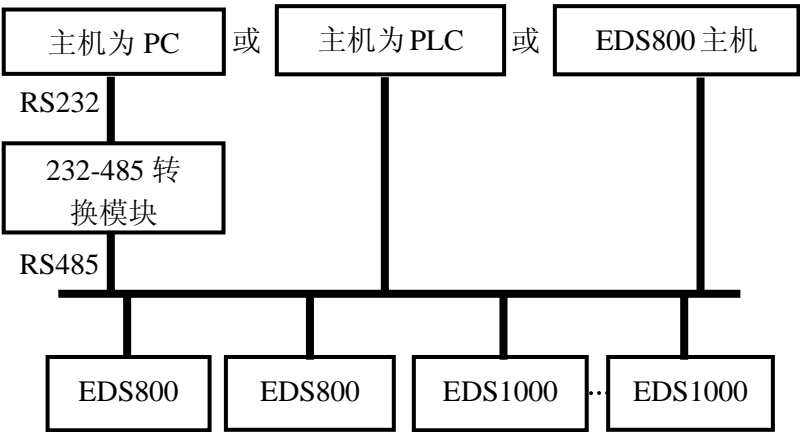 主机为 PC 或 主机为 PLC 或 EDS800 主机
RS232
232-485 转
换模块
RS485
EDS800 EDS800 EDS1000 ... EDS1000